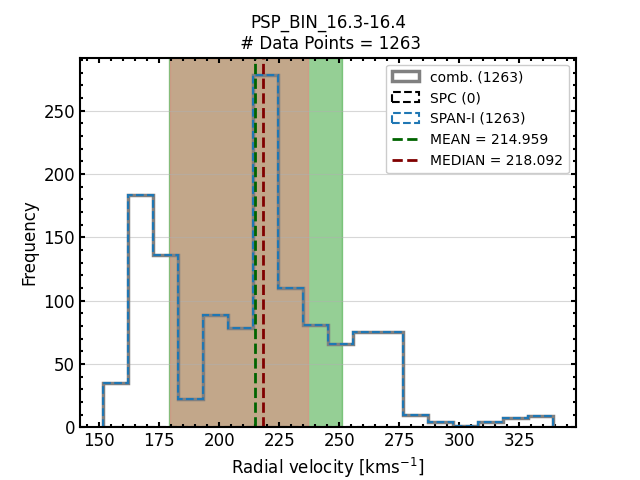 PSP_BIN_16.3-16.4
# Data Points = 1263
comb. (1263)
SPC (0)
SPAN-I (1263)
MEAN = 214.959
MEDIAN = 218.092
Frequency
250
200
150
100
50
0
150 175 200 225 250 275 300 325
Radial velocity [kms⁻¹]